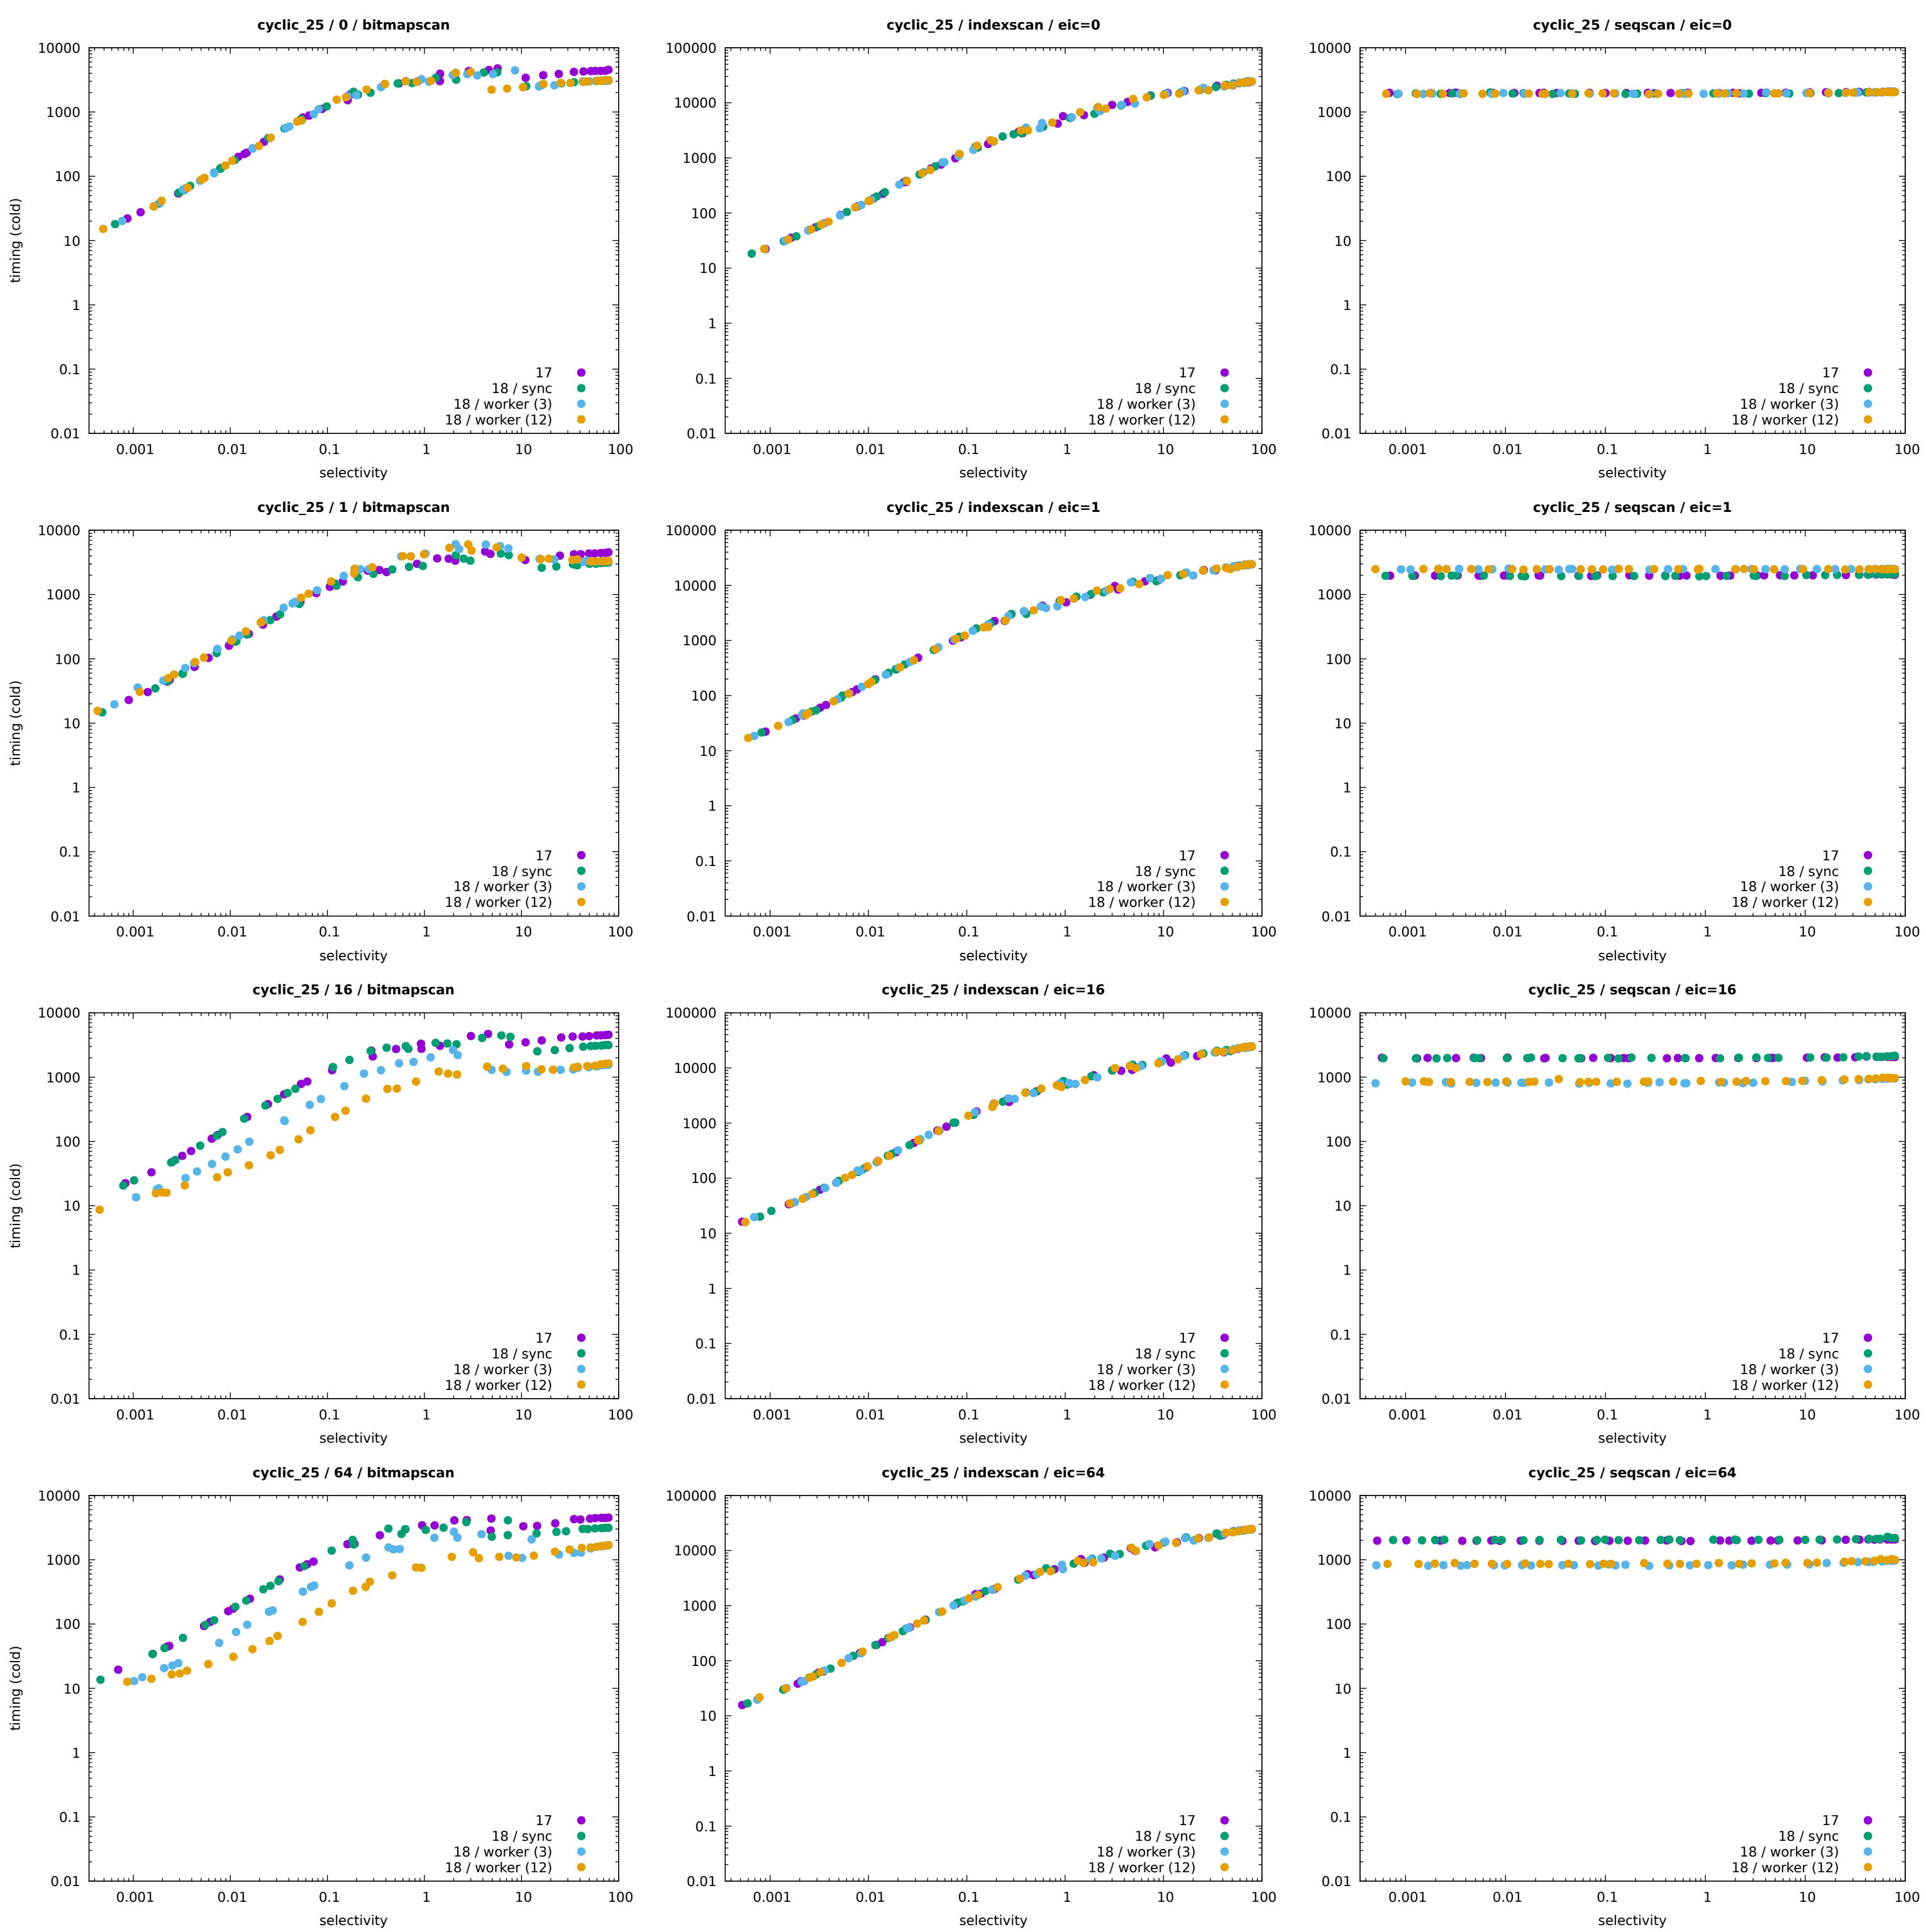 cyclic_25 / 0 / bitmapscan
timing (cold)
10000
1000
100
10
1
0.1
0.01
17
18 / sync
18 / worker (3)
18 / worker (12)
0.001 0.01 0.1 1 10 100
selectivity
cyclic_25 / indexscan / eic=0
100000
10000
1000
100
10
1
0.1
0.01
17
18 / sync
18 / worker (3)
18 / worker (12)
0.001 0.01 0.1 1 10 100
selectivity
cyclic_25 / seqscan / eic=0
10000
1000
100
10
1
0.1
0.01
17
18 / sync
18 / worker (3)
18 / worker (12)
0.001 0.01 0.1 1 10 100
selectivity
cyclic_25 / 1 / bitmapscan
timing (cold)
10000
1000
100
10
1
0.1
0.01
17
18 / sync
18 / worker (3)
18 / worker (12)
0.001 0.01 0.1 1 10 100
selectivity
cyclic_25 / indexscan / eic=1
100000
10000
1000
100
10
1
0.1
0.01
17
18 / sync
18 / worker (3)
18 / worker (12)
0.001 0.01 0.1 1 10 100
selectivity
cyclic_25 / seqscan / eic=1
10000
1000
100
10
1
0.1
0.01
17
18 / sync
18 / worker (3)
18 / worker (12)
0.001 0.01 0.1 1 10 100
selectivity
cyclic_25 / 16 / bitmapscan
timing (cold)
10000
1000
100
10
1
0.1
0.01
17
18 / sync
18 / worker (3)
18 / worker (12)
0.001 0.01 0.1 1 10 100
selectivity
cyclic_25 / indexscan / eic=16
100000
10000
1000
100
10
1
0.1
0.01
17
18 / sync
18 / worker (3)
18 / worker (12)
0.001 0.01 0.1 1 10 100
selectivity
cyclic_25 / seqscan / eic=16
10000
1000
100
10
1
0.1
0.01
17
18 / sync
18 / worker (3)
18 / worker (12)
0.001 0.01 0.1 1 10 100
selectivity
cyclic_25 / 64 / bitmapscan
timing (cold)
10000
1000
100
10
1
0.1
0.01
17
18 / sync
18 / worker (3)
18 / worker (12)
0.001 0.01 0.1 1 10 100
selectivity
cyclic_25 / indexscan / eic=64
100000
10000
1000
100
10
1
0.1
0.01
17
18 / sync
18 / worker (3)
18 / worker (12)
0.001 0.01 0.1 1 10 100
selectivity
cyclic_25 / seqscan / eic=64
10000
1000
100
10
1
0.1
0.01
17
18 / sync
18 / worker (3)
18 / worker (12)
0.001 0.01 0.1 1 10 100
selectivity